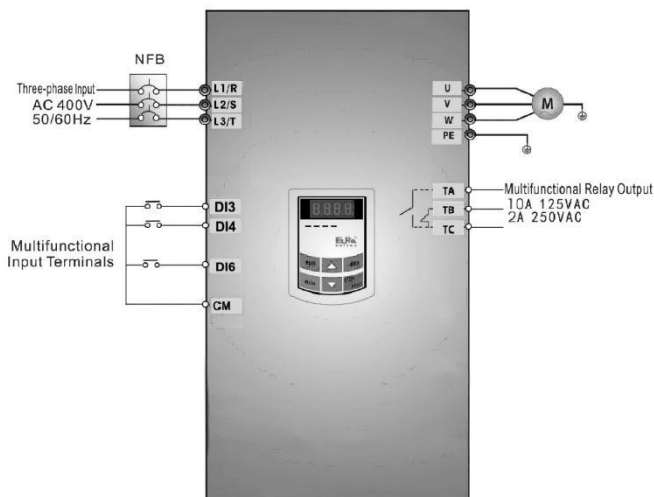 NFB
Three-phase Input
AC 400V
50/60Hz
L1/R
L2/S
L3/T
U
V
W
PE
M
TA
TB
TC
Multifunctional Relay Output
10A 125VAC
2A 250VAC
Multifunctional
Input Terminals
DI3
DI4
DI6
CM
8.8.8.8.